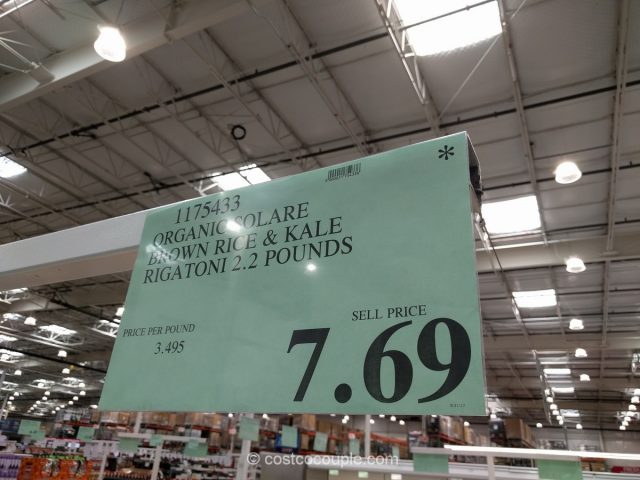 *
1175433
ORGANIC SOLARE
BROWN RICE & KALE
RIGATONI 2.2 POUNDS
SELL PRICE
PRICE PER POUND
3.495
7.69
© costcocouple.com